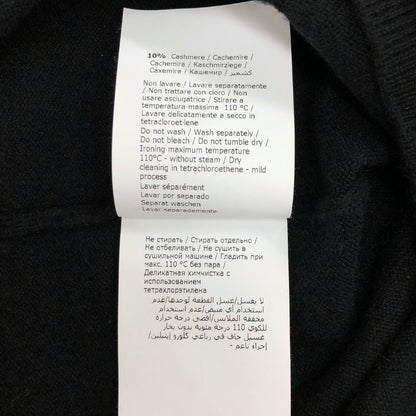 10% Cashmere / Cachemire /
Cachemira / Kaschmirziege /
Caxemira / Кашемир / كشمير
Non lavare / Lavare separatamente
/ Non trattare con cloro / Non
usare asciugatrice / Stirare a
temperatura massima 110 °C /
Lavare delicatamente a secco in
tetracloroetilene
Do not wash / Wash separately /
Do not bleach / Do not tumble dry /
Ironing maximum temperature
110°C - without steam / Dry
cleaning in tetrachloroethene - mild
process
Lavar séparément
Lavar por separado
Separat waschen
Lavar separadamente
Не стирать / Стирать отдельно /
Не отбеливать / Не сушить в
сушильной машине / Гладить при
макс. 110 °C без пара /
Деликатная химчистка с
использованием
тетрахлорэтилена
لا يغسل/غسل القطعة لوحدها/عدم
استخدام أي مبيض/عدم استخدام
مجففة الملابس/أقصى درجة حرارة
للكوي 110 درجة مئوية بدون بخار
/غسيل جاف في رباعي كلورو إيثيلين
إجراء ناعم -